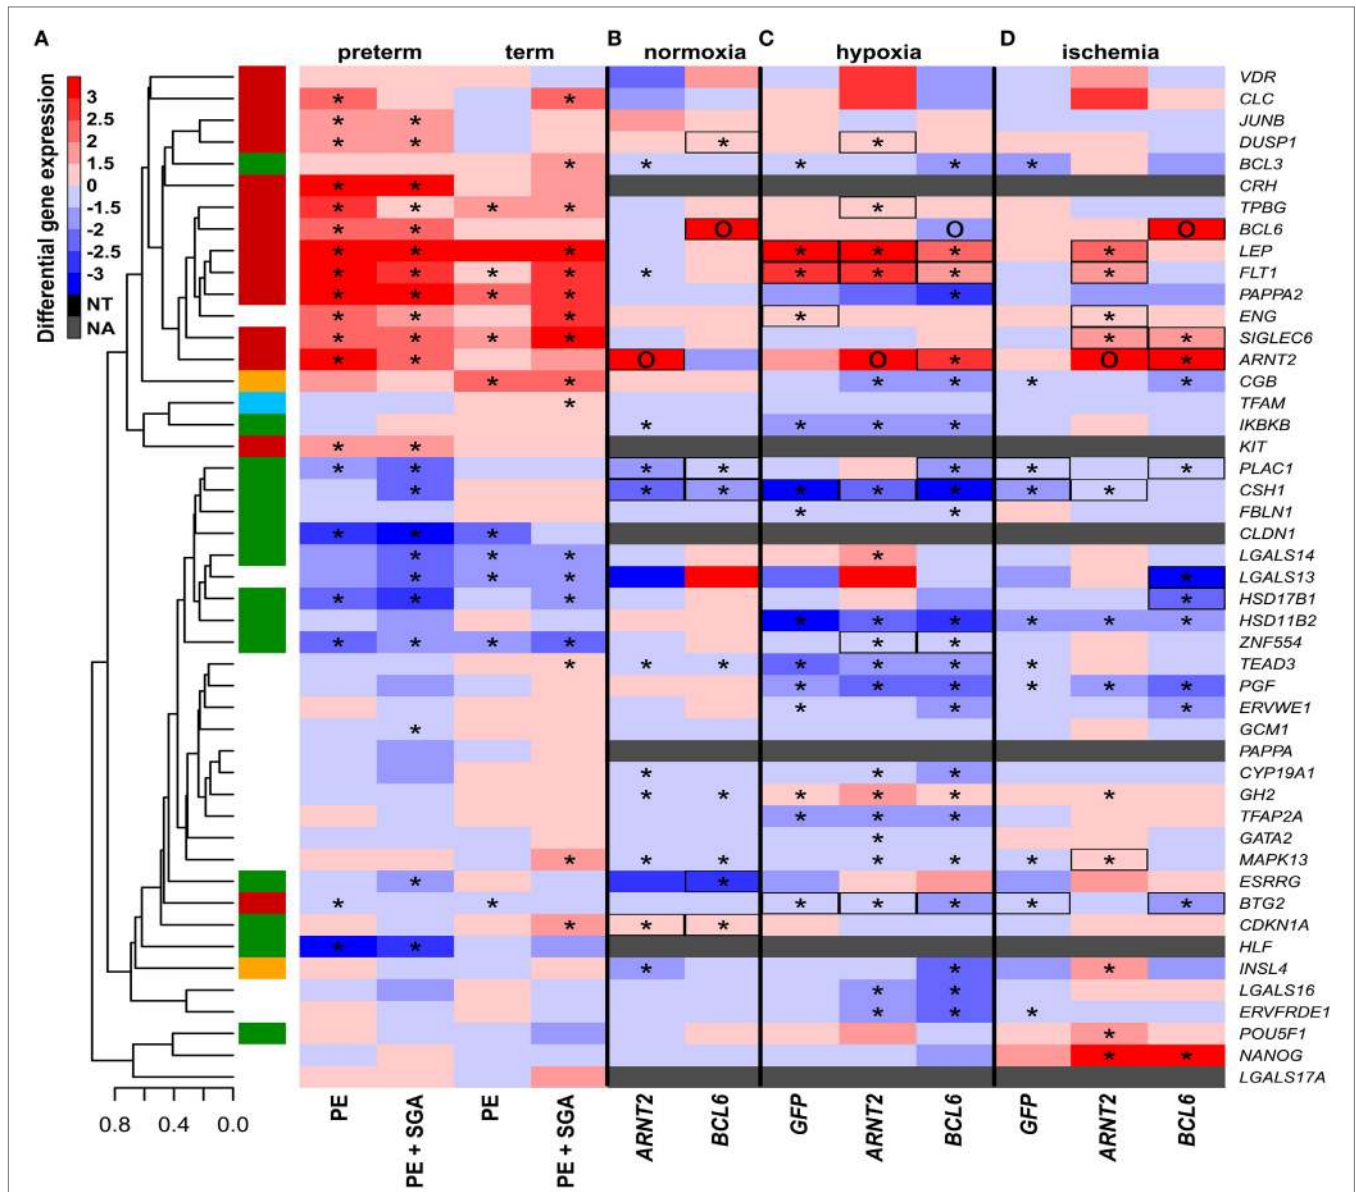 A
B
C
D
preterm
term
normoxia
hypoxia
ischemia
Differential gene expression
3
2.5
2
1.5
0
-1.5
-2
-2.5
-3
NT
NA
VDR
CLC
JUNB
DUSP1
BCL3
CRH
TPBG
BCL6
LEP
FLT1
PAPPA2
ENG
SIGLEC6
ARNT2
CGB
TFAM
IKBKB
KIT
PLAC1
CSH1
FBLN1
CLDN1
LGALS14
LGALS13
HSD17B1
HSD11B2
ZNF554
TEAD3
PGF
ERVWE1
GCM1
PAPPA
CYP19A1
GH2
TFAP2A
GATA2
MAPK13
ESRRG
BTG2
CDKN1A
HLF
INSL4
LGALS16
ERVFRDE1
POU5F1
NANOG
LGALS17A
0.8 0.4 0.0
PE
PE + SGA
PE
PE + SGA
ARNT2
BCL6
GFP
ARNT2
BCL6
GFP
ARNT2
BCL6